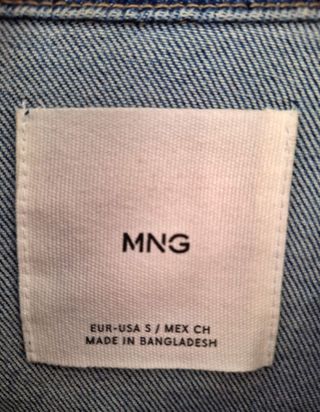 MNG
EUR-USA S / MEX CH
MADE IN BANGLADESH